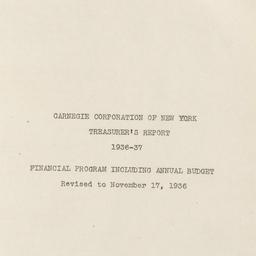 CARNEGIE CORPORATION OF NEW YORK
TREASURER'S REPORT
1936-37
FINANCIAL PROGRAM INCLUDING ANNUAL BUDGET
Revised to November 17, 1936